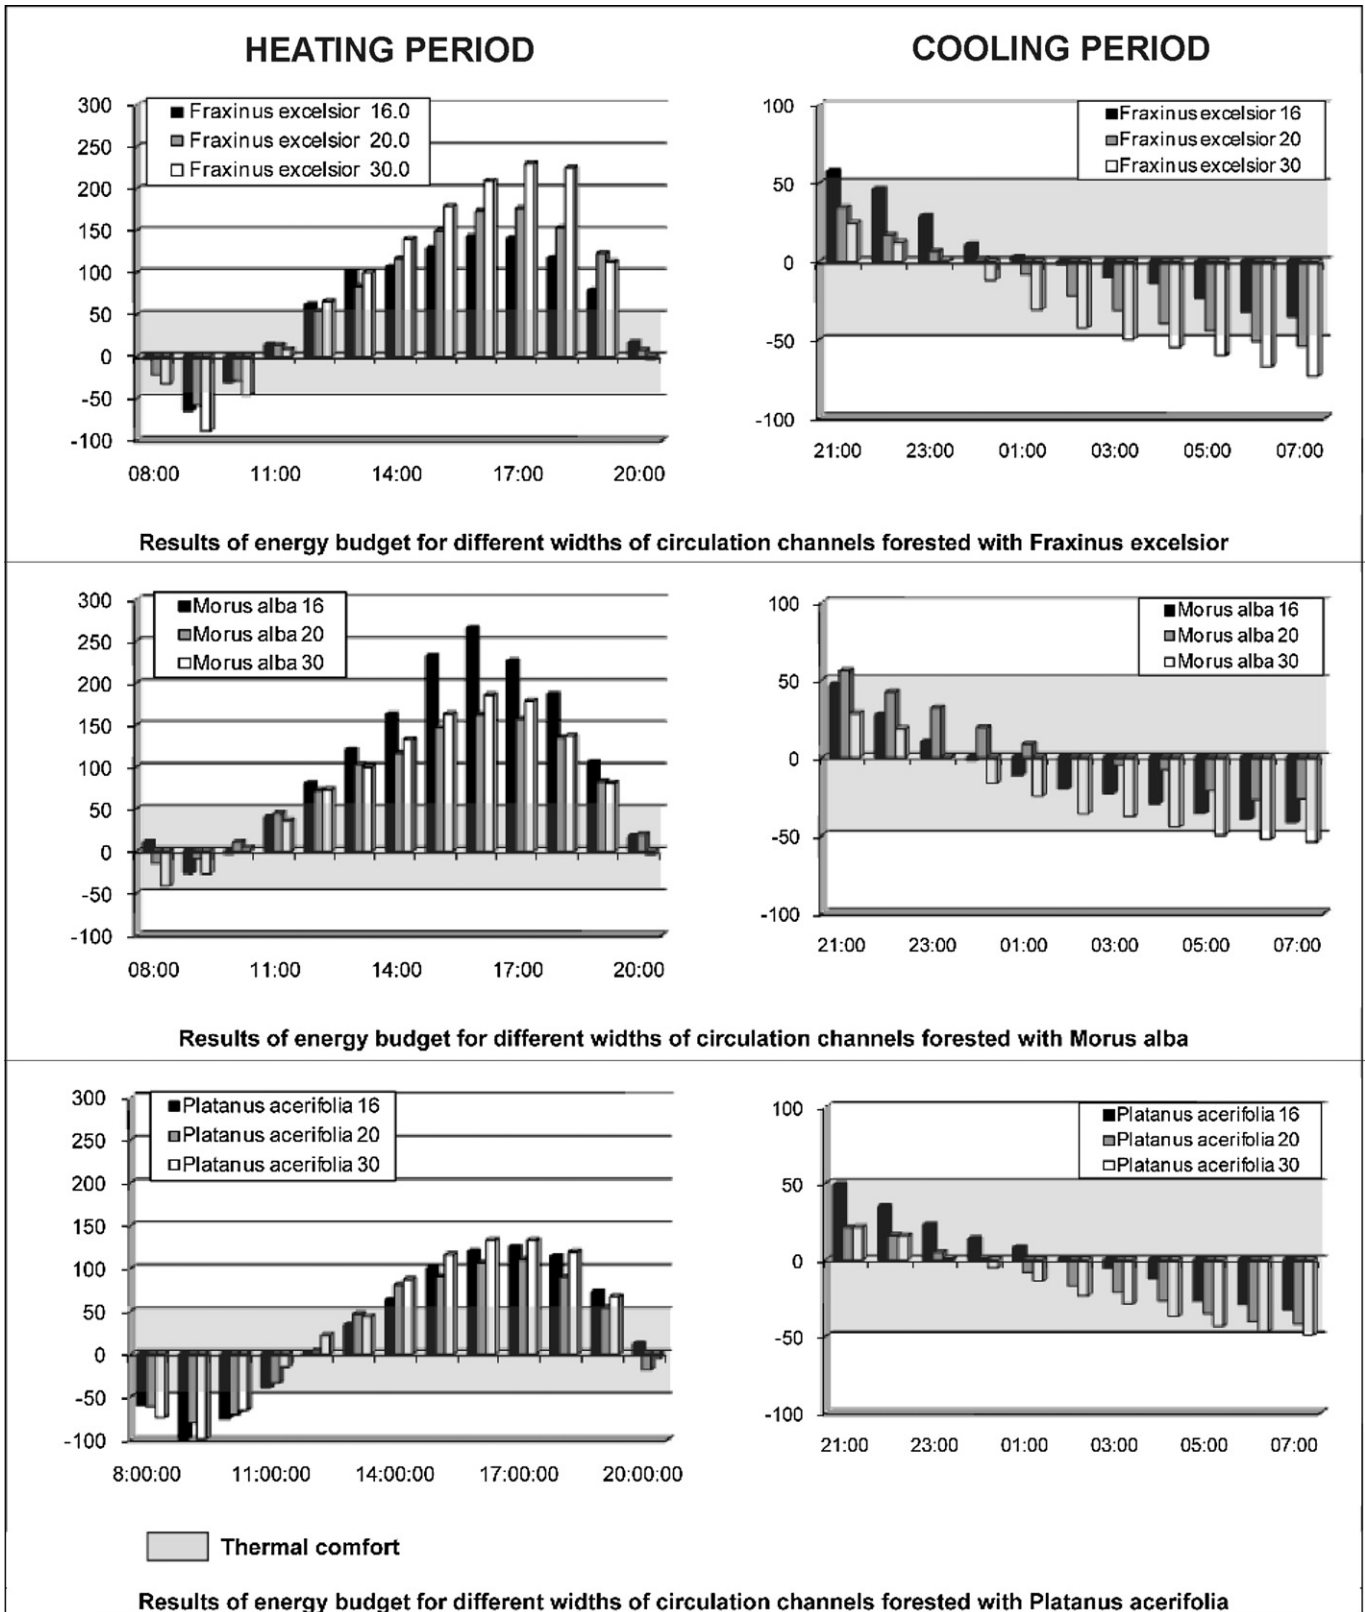 HEATING PERIOD
COOLING PERIOD
300
250
200
150
100
50
0
-50
-100
Fraxinus excelsior 16.0
Fraxinus excelsior 20.0
Fraxinus excelsior 30.0
08:00 11:00 14:00 17:00 20:00
100
50
0
-50
-100
Fraxinus excelsior 16
Fraxinus excelsior 20
Fraxinus excelsior 30
21:00 23:00 01:00 03:00 05:00 07:00
Results of energy budget for different widths of circulation channels forested with Fraxinus excelsior
300
250
200
150
100
50
0
-50
-100
Morus alba 16
Morus alba 20
Morus alba 30
08:00 11:00 14:00 17:00 20:00
100
50
0
-50
-100
Morus alba 16
Morus alba 20
Morus alba 30
21:00 23:00 01:00 03:00 05:00 07:00
Results of energy budget for different widths of circulation channels forested with Morus alba
300
250
200
150
100
50
0
-50
-100
Platanus acerifolia 16
Platanus acerifolia 20
Platanus acerifolia 30
8:00:00 11:00:00 14:00:00 17:00:00 20:00:00
100
50
0
-50
-100
Platanus acerifolia 16
Platanus acerifolia 20
Platanus acerifolia 30
21:00 23:00 01:00 03:00 05:00 07:00
Thermal comfort
Results of energy budget for different widths of circulation channels forested with Platanus acerifolia